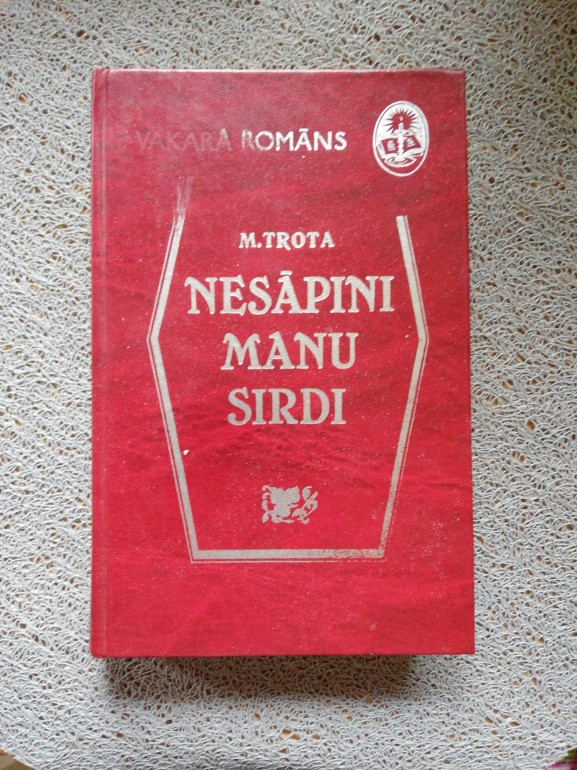 VAKARA ROMĀNS
M.TROTA
NESĀPINI
MANU
SIRDI